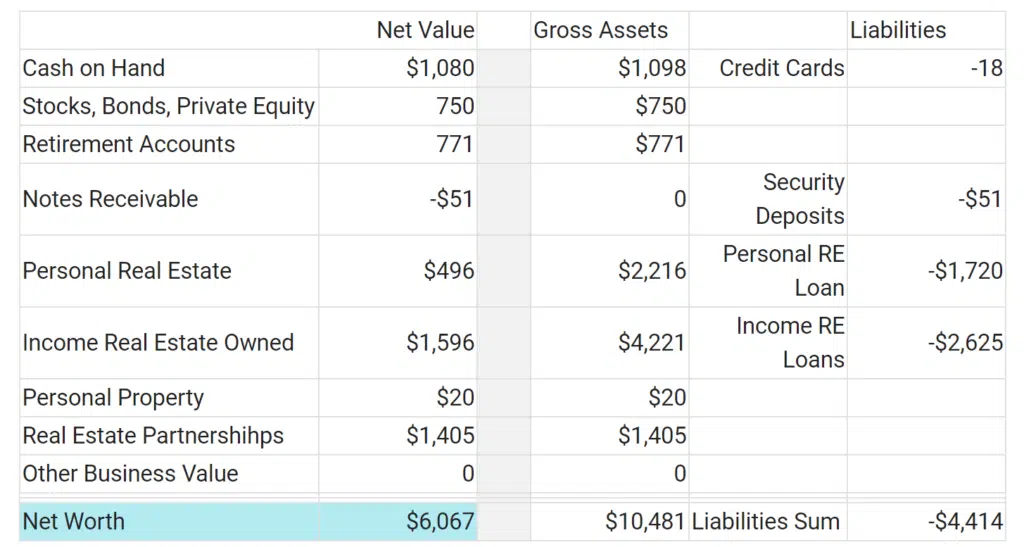 Net Value Gross Assets Liabilities
Cash on Hand $1,080 $1,098 Credit Cards -18
Stocks, Bonds, Private Equity 750 $750
Retirement Accounts 771 $771
Notes Receivable -$51 0 Security Deposits -$51
Personal Real Estate $496 $2,216 Personal RE Loan -$1,720
Income Real Estate Owned $1,596 $4,221 Income RE Loans -$2,625
Personal Property $20 $20
Real Estate Partnershihps $1,405 $1,405
Other Business Value 0 0
Net Worth $6,067 $10,481 Liabilities Sum -$4,414